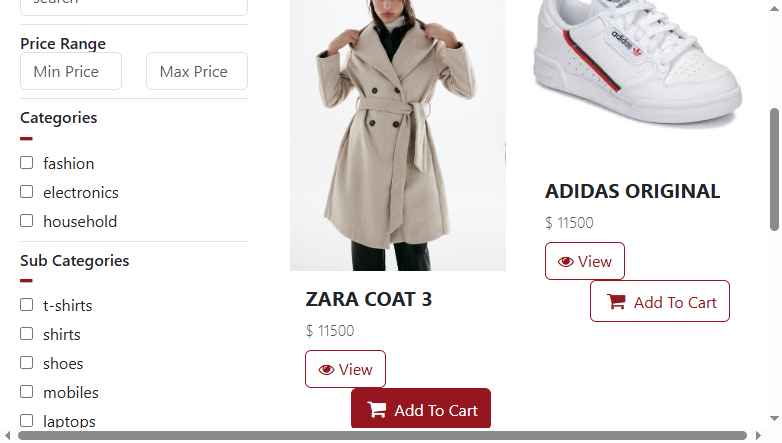 search
Price Range
Min Price
Max Price
Categories
fashion
electronics
household
Sub Categories
t-shirts
shirts
shoes
mobiles
laptops
ZARA COAT 3
$ 11500
View
Add To Cart
adidas
ADIDAS ORIGINAL
$ 11500
View
Add To Cart